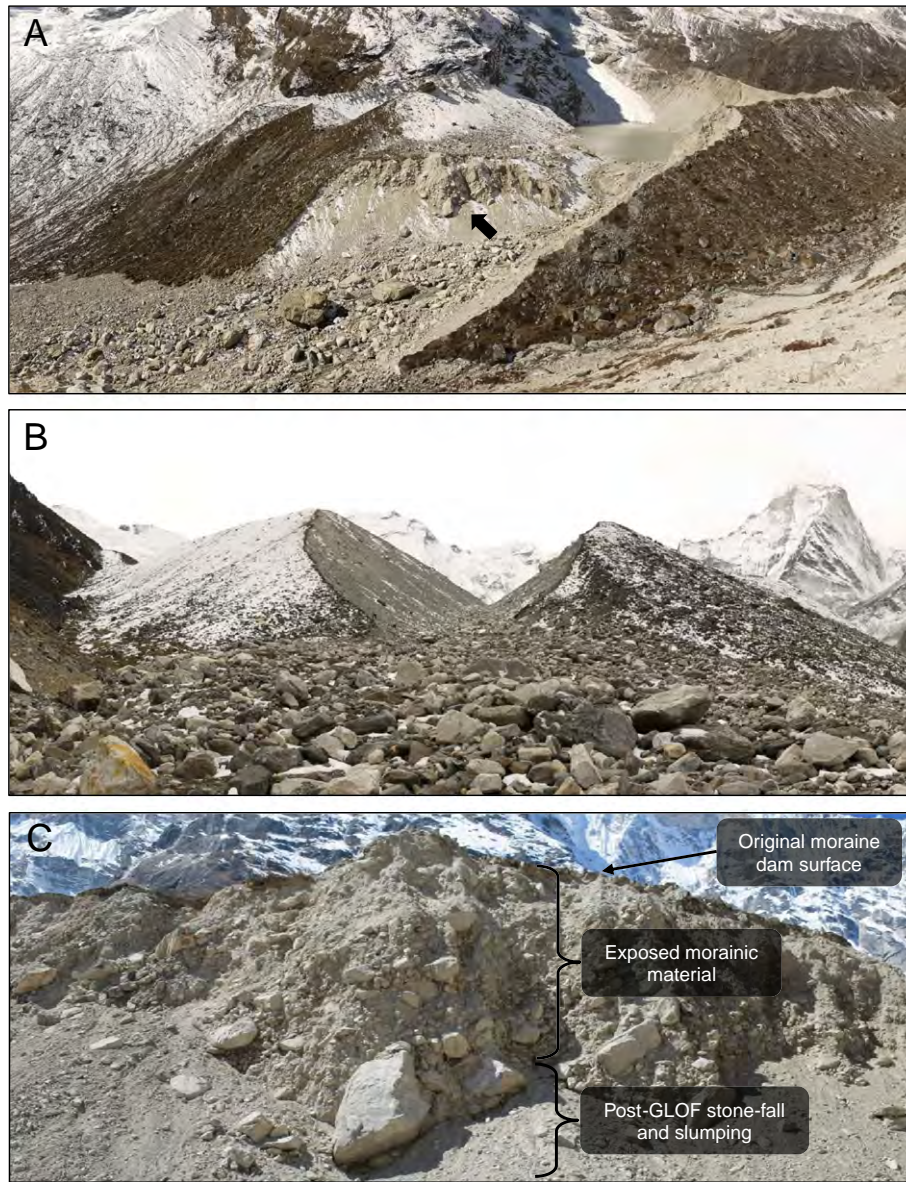 A
B
C
Original moraine
dam surface
Exposed morainic
material
Post-GLOF stone-fall
and slumping